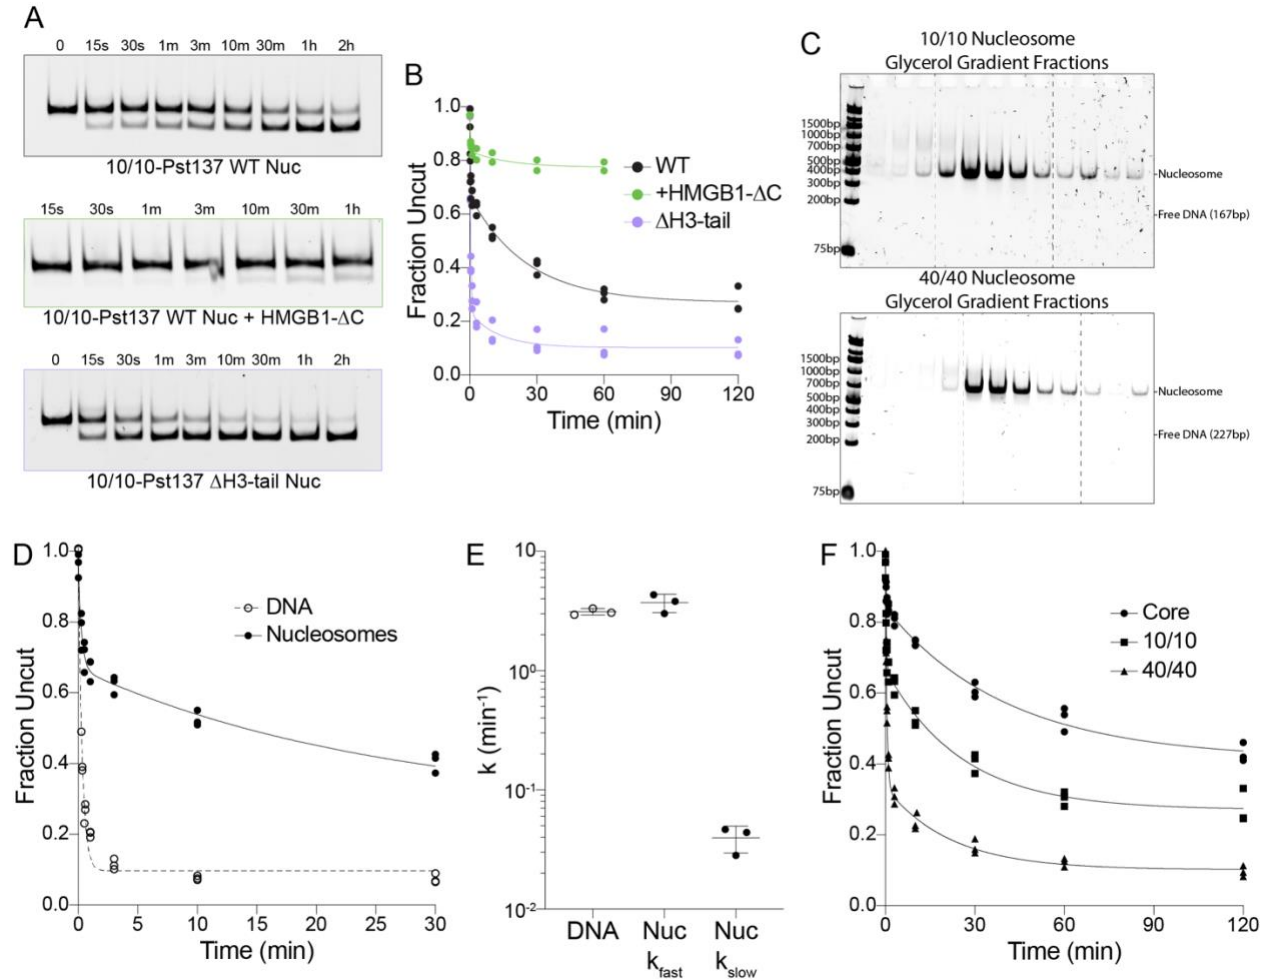 A
0 15s 30s 1m 3m 10m 30m 1h 2h
10/10-Pst137 WT Nuc
15s 30s 1m 3m 10m 30m 1h
10/10-Pst137 WT Nuc + HMGB1-ΔC
0 15s 30s 1m 3m 10m 30m 1h 2h
10/10-Pst137 ΔH3-tail Nuc
B
Fraction Uncut
1.0
0.8
0.6
0.4
0.2
0.0
0 30 60 90 120
Time (min)
WT
+HMGB1-ΔC
ΔH3-tail
C
10/10 Nucleosome
Glycerol Gradient Fractions
1500bp
1000bp
700bp
500bp
400bp
300bp
200bp
75bp
Nucleosome
Free DNA (167bp)
40/40 Nucleosome
Glycerol Gradient Fractions
1500bp
1000bp
700bp
500bp
400bp
300bp
200bp
75bp
Nucleosome
Free DNA (227bp)
D
Fraction Uncut
1.0
0.8
0.6
0.4
0.2
0.0
0 5 10 15 20 25 30
Time (min)
DNA
Nucleosomes
E
k (min-1)
10
10⁰
10-1
10-2
DNA Nuc Nuc
kfast kslow
F
Fraction Uncut
1.0
0.8
0.6
0.4
0.2
0.0
0 30 60 90 120
Time (min)
Core
10/10
40/40